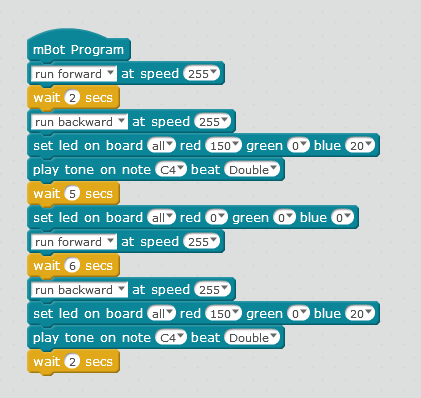 mBot Program
run forward at speed 255
wait 2 secs
run backward at speed 255
set led on board all red 150 green 0 blue 20
play tone on note C4 beat Double
wait 5 secs
set led on board all red 0 green 0 blue 0
run forward at speed 255
wait 6 secs
run backward at speed 255
set led on board all red 150 green 0 blue 20
play tone on note C4 beat Double
wait 2 secs